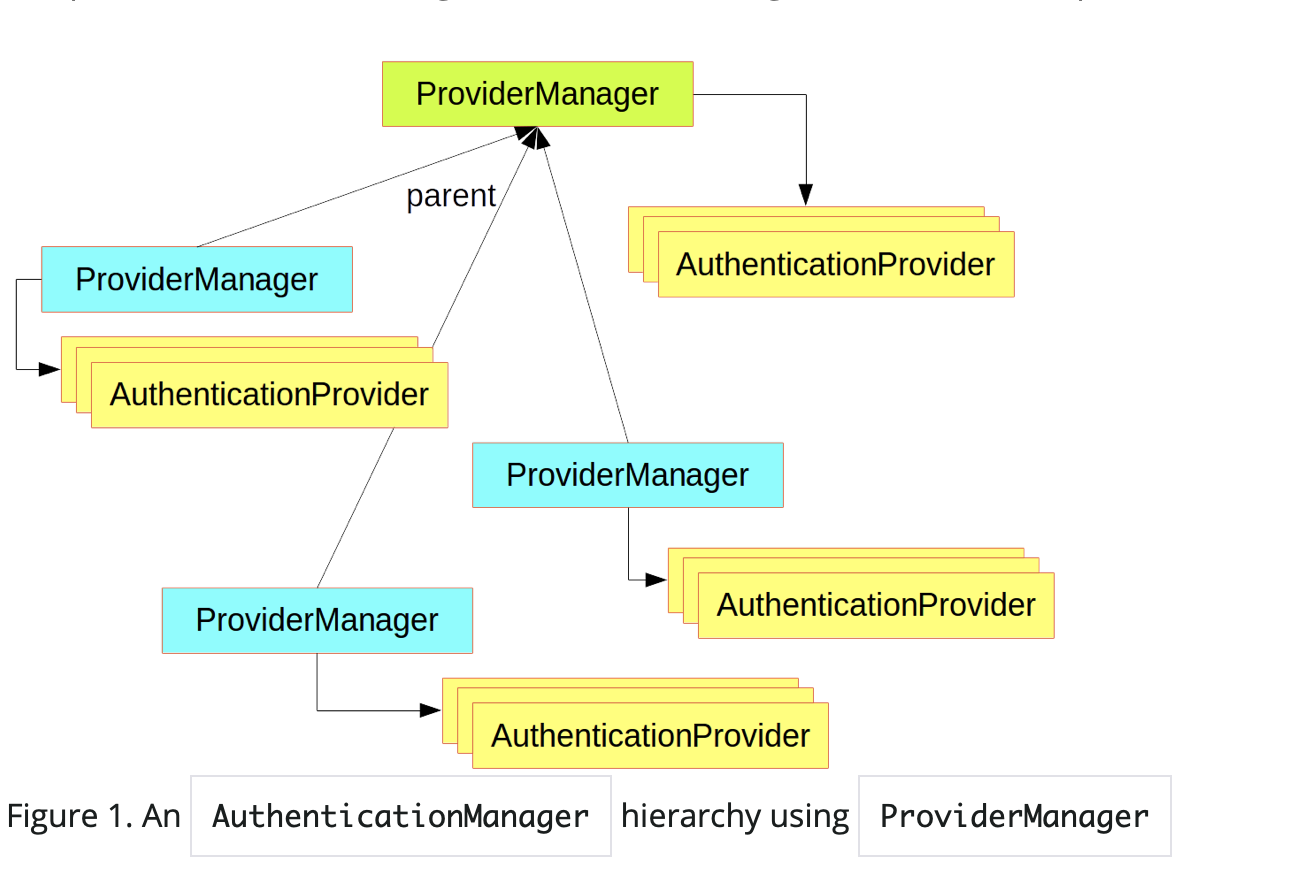 ProviderManager
parent
ProviderManager
AuthenticationProvider
AuthenticationProvider
ProviderManager
AuthenticationProvider
ProviderManager
AuthenticationProvider
Figure 1. An AuthenticationManager hierarchy using ProviderManager